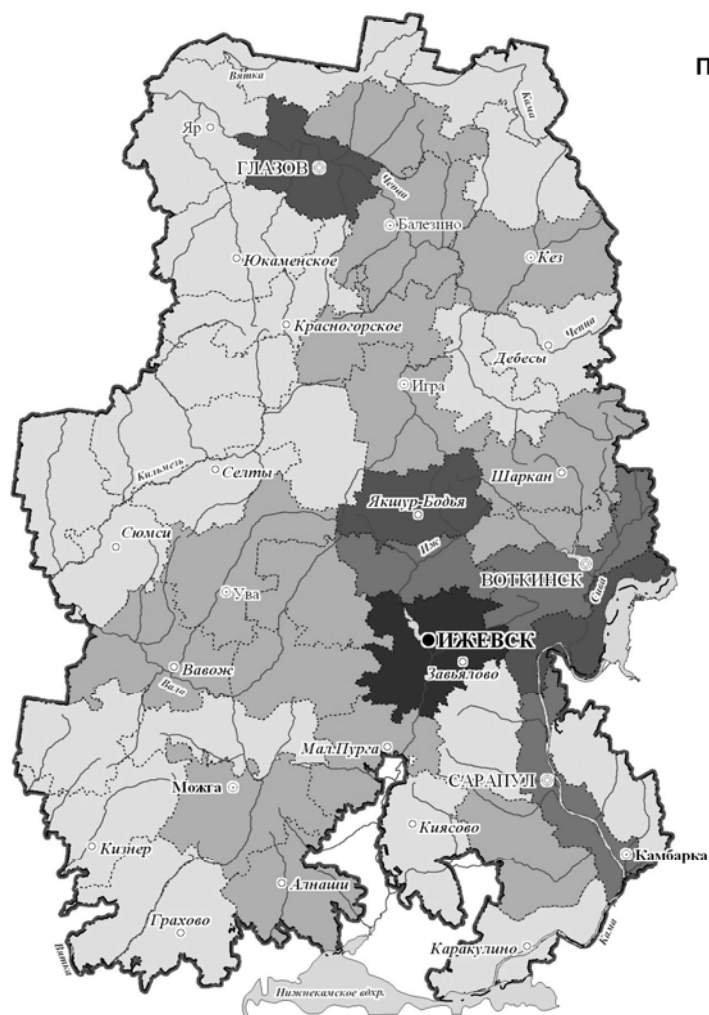 П
Вятка
Кама
Яр
ГЛАЗОВ
Чепца
Балезино
Юкаменское
Кез
Красногорское
Чепца
Дебесы
Игра
Кильмезь
Селты
Шаркан
Якшур-Бодья
Сюмси
Иж
ВОТКИНСК
Ува
Сива
ИЖЕВСК
Завьялово
Вавож
Вала
Мал.Пурга
САРАПУЛ
Можга
Киясово
Кизнер
Камбарка
Алнаши
Грахово
Кама
Каракулино
Вятка
Нижнекамское вдхр.